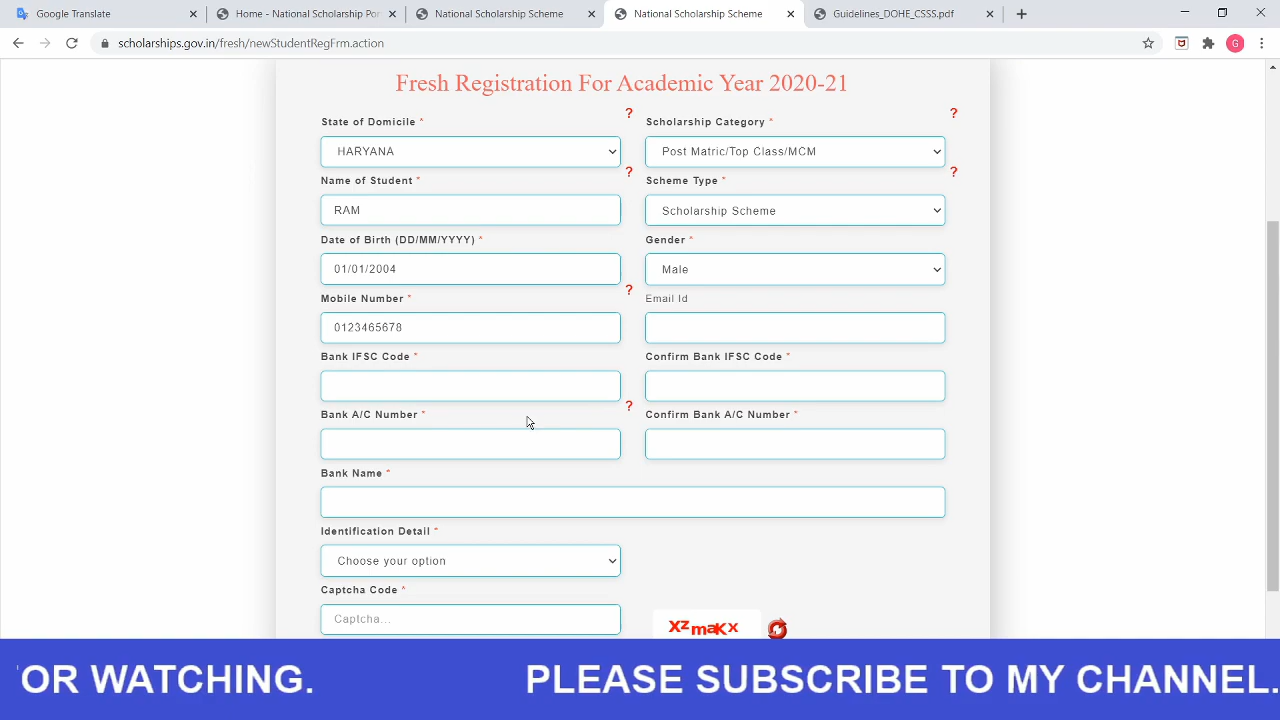 Google Translate
Home - National Scholarship Por
National Scholarship Scheme
National Scholarship Scheme
Guidelines_DOHE_CSSS.pdf
scholarships.gov.in/fresh/newStudentRegFrm.action
G
Fresh Registration For Academic Year 2020-21
?
?
State of Domicile *
Scholarship Category *
HARYANA
Post Matric/Top Class/MCM
?
?
Name of Student *
Scheme Type *
RAM
Scholarship Scheme
Date of Birth (DD/MM/YYYY) *
Gender *
01/01/2004
Male
?
Mobile Number *
Email Id
0123465678
Bank IFSC Code *
Confirm Bank IFSC Code *
?
Bank A/C Number *
Confirm Bank A/C Number *
Bank Name *
Identification Detail *
Choose your option
Captcha Code *
Captcha...
XzmaKx
OR WATCHING.
PLEASE SUBSCRIBE TO MY CHANNEL.